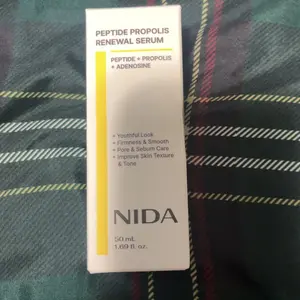 PEPTIDE PROPOLIS
RENEWAL SERUM
PEPTIDE + PROPOLIS
+ ADENOSINE
• Youthful Look
• Firmness & Smooth
• Pore & Sebum Care
• Improve Skin Texture
& Tone
NIDA
50 mL
1.69 fl. oz.